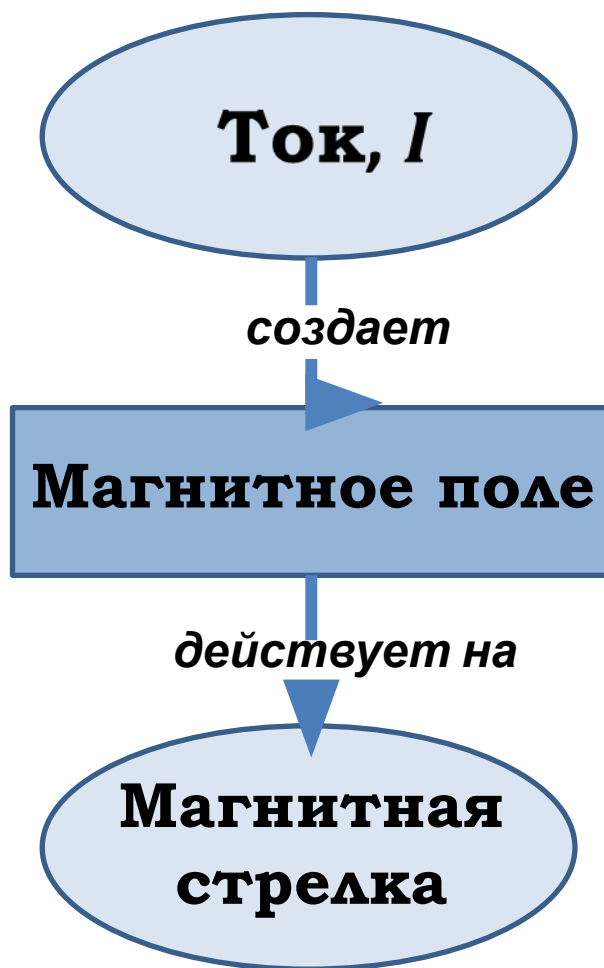 Ток, I
создает
Магнитное поле
действует на
Магнитная
стрелка